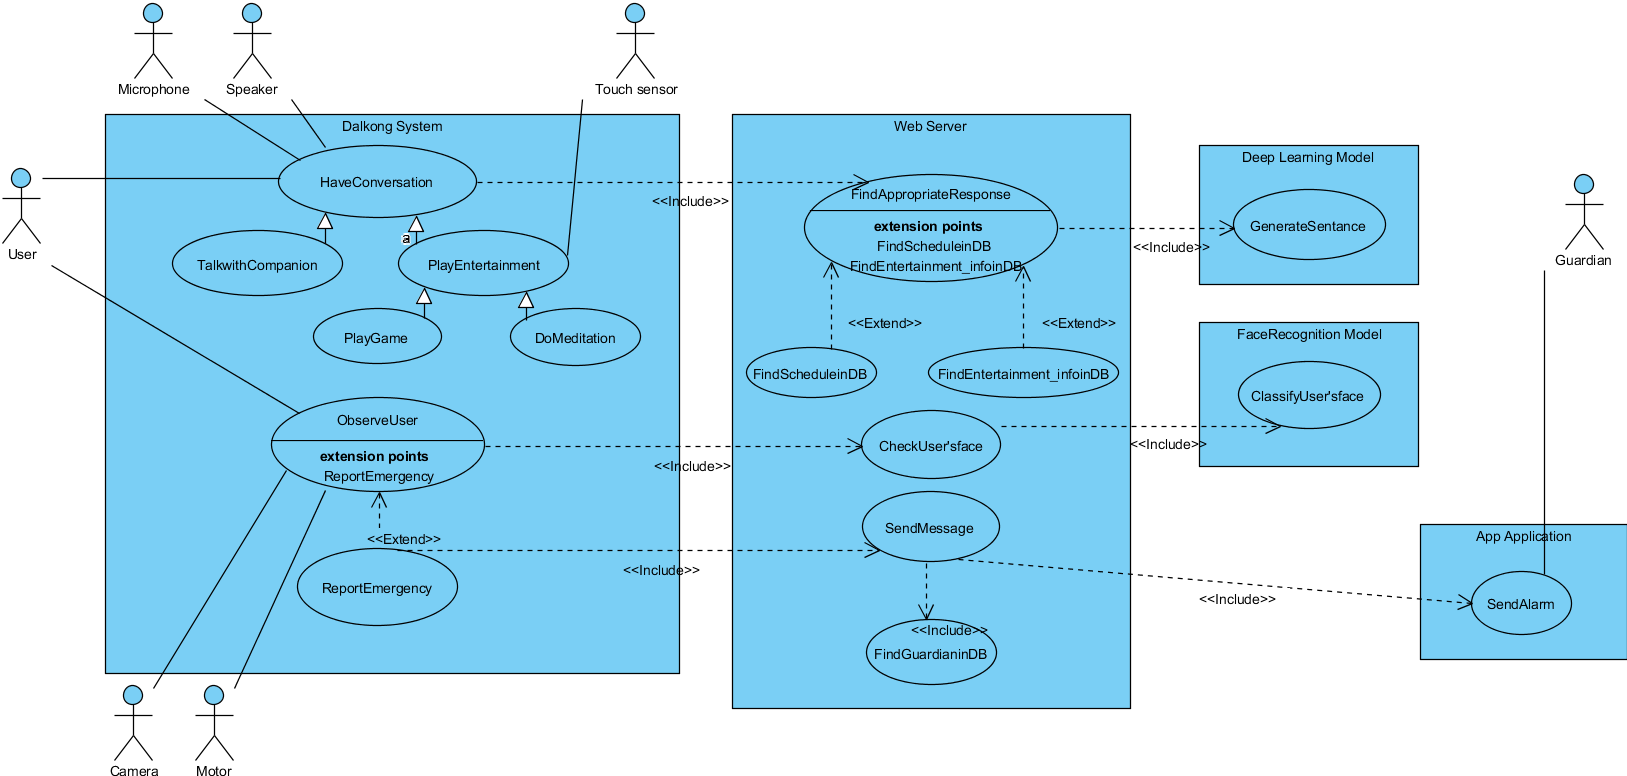 Microphone
Speaker
Touch sensor
Dalkong System
Web Server
Deep Learning Model
HaveConversation
<<Include>>
FindAppropriateResponse
extension points
FindScheduleinDB
FindEntertainment_infoinDB
<<Include>>
GenerateSentance
User
Guardian
a
TalkwithCompanion
PlayEntertainment
PlayGame
DoMeditation
<<Extend>>
<<Extend>>
FindScheduleinDB
FindEntertainment_infoinDB
FaceRecognition Model
ClassifyUser'sface
ObserveUser
extension points
ReportEmergency
<<Include>>
CheckUser'sface
<<Include>>
<<Extend>>
ReportEmergency
<<Include>>
SendMessage
<<Include>>
FindGuardianinDB
<<Include>>
App Application
SendAlarm
Camera
Motor